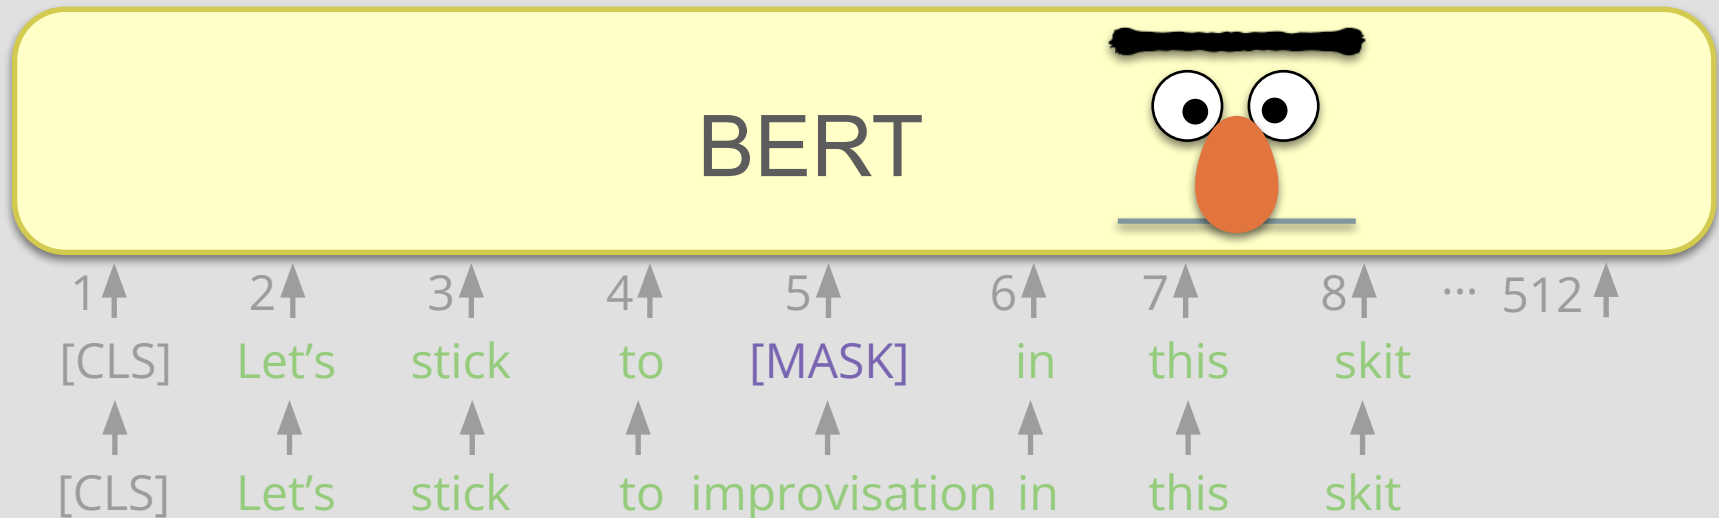 BERT
1 2 3 4 5 6 7 8 ... 512
[CLS] Let’s stick to [MASK] in this skit
[CLS] Let’s stick to improvisation in this skit